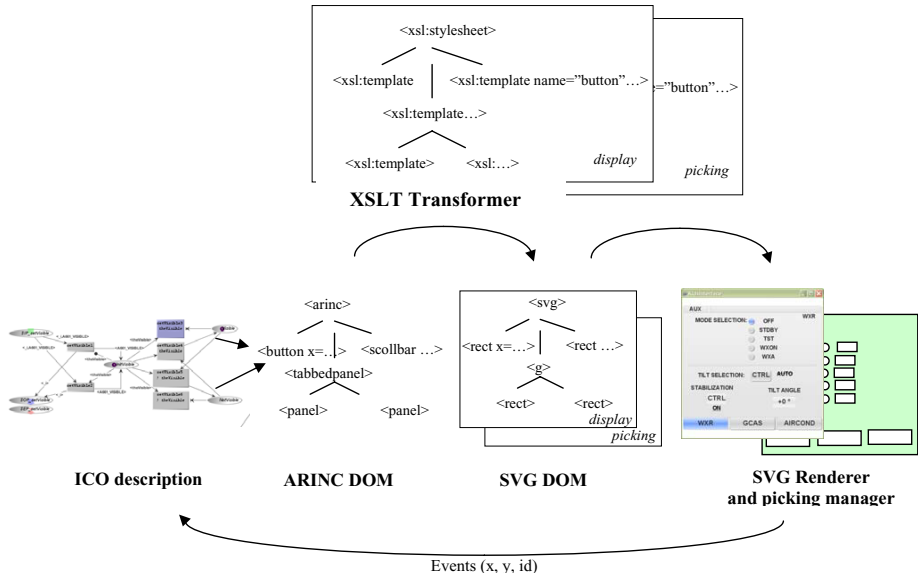 <xsl:stylesheet>
<xsl:template
<xsl:template name=”button”…>
=”button”…>
<xsl:template…>
<xsl:template>
<xsl:…>
display
picking
XSLT Transformer
<arinc>
<button x=…>
<scollbar …>
<tabbedpanel>
<panel>
<panel>
<svg>
<rect x=…>
<rect …>
<g>
<rect>
<rect>
display
picking
AUX
WXR
MODE SELECTION:
OFF
STDBY
TST
WXON
WXA
TILT SELECTION:
CTRL
AUTO
STABILIZATION
TILT ANGLE
CTRL
+0 °
ON
WXR
GCAS
AIRCOND
ICO description
ARINC DOM
SVG DOM
SVG Renderer
and picking manager
Events (x, y, id)